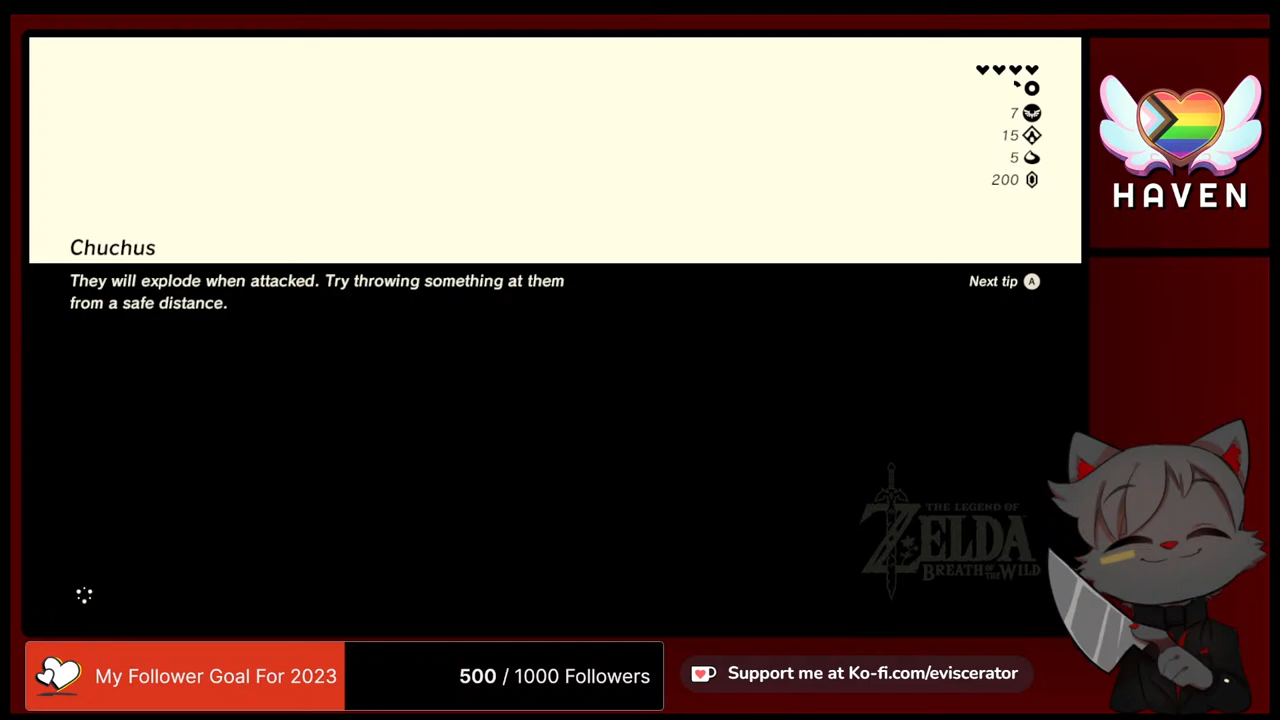 7
15
5
200
Chuchus
They will explode when attacked. Try throwing something at them
from a safe distance.
Next tip A
HAVEN
THE LEGEND OF
ZELDA
BREATH OF THE WILD
My Follower Goal For 2023
500 / 1000 Followers
Support me at Ko-fi.com/eviscerator